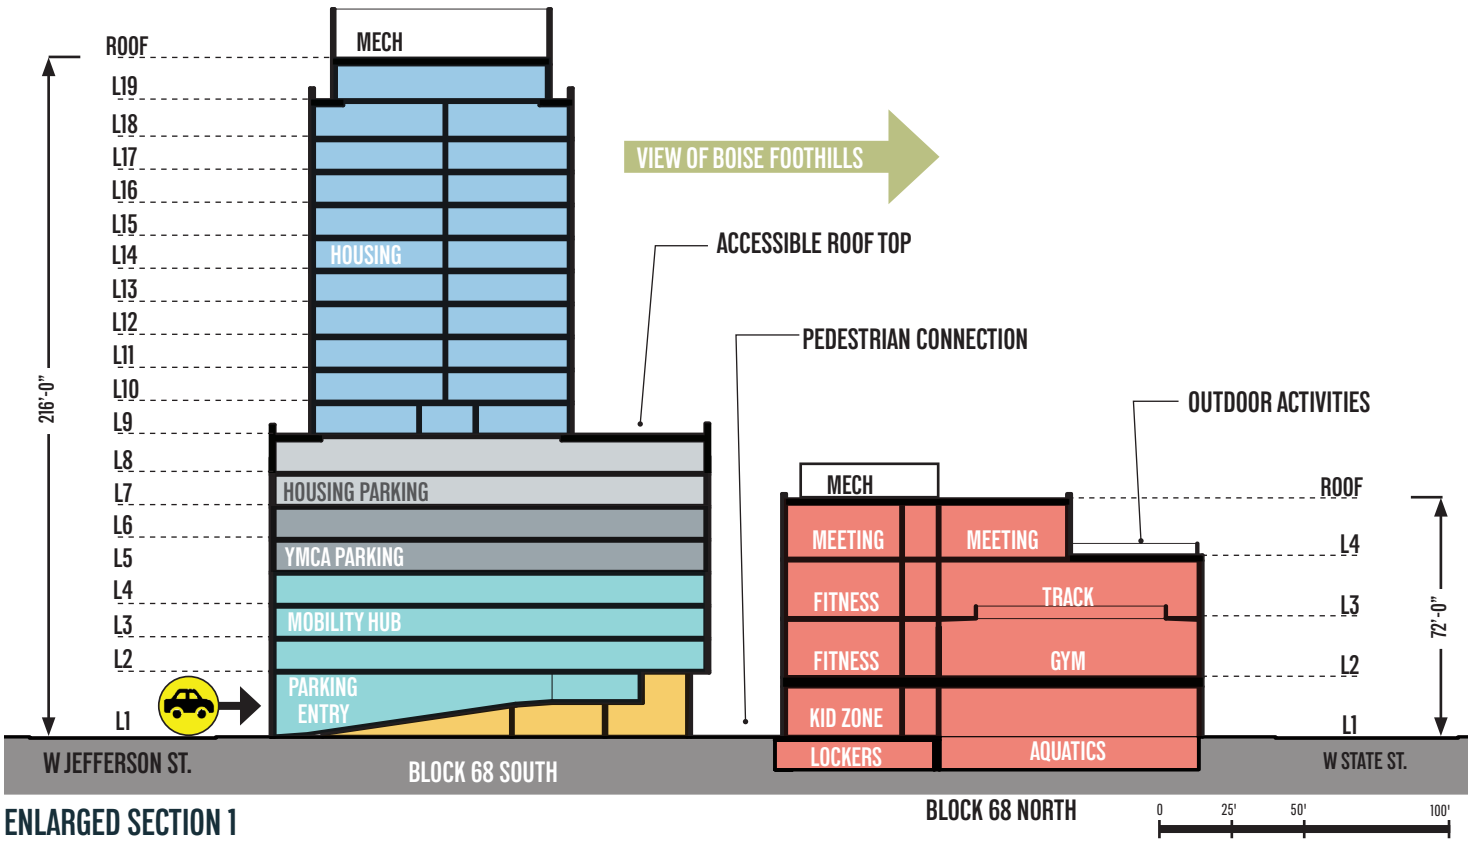 MECH
ROOF
L19
L18
L17
L16
L15
L14
L13
L12
L11
L10
L9
L8
L7
L6
L5
L4
L3
L2
L1
216'-0"
VIEW OF BOISE FOOTHILLS
HOUSING
ACCESSIBLE ROOF TOP
PEDESTRIAN CONNECTION
OUTDOOR ACTIVITIES
HOUSING PARKING
YMCA PARKING
MOBILITY HUB
PARKING
ENTRY
MECH
MEETING
MEETING
FITNESS
TRACK
FITNESS
GYM
KID ZONE
LOCKERS
AQUATICS
ROOF
L4
L3
L2
L1
72'-0"
W JEFFERSON ST.
BLOCK 68 SOUTH
W STATE ST.
BLOCK 68 NORTH
0 25' 50' 100'
ENLARGED SECTION 1